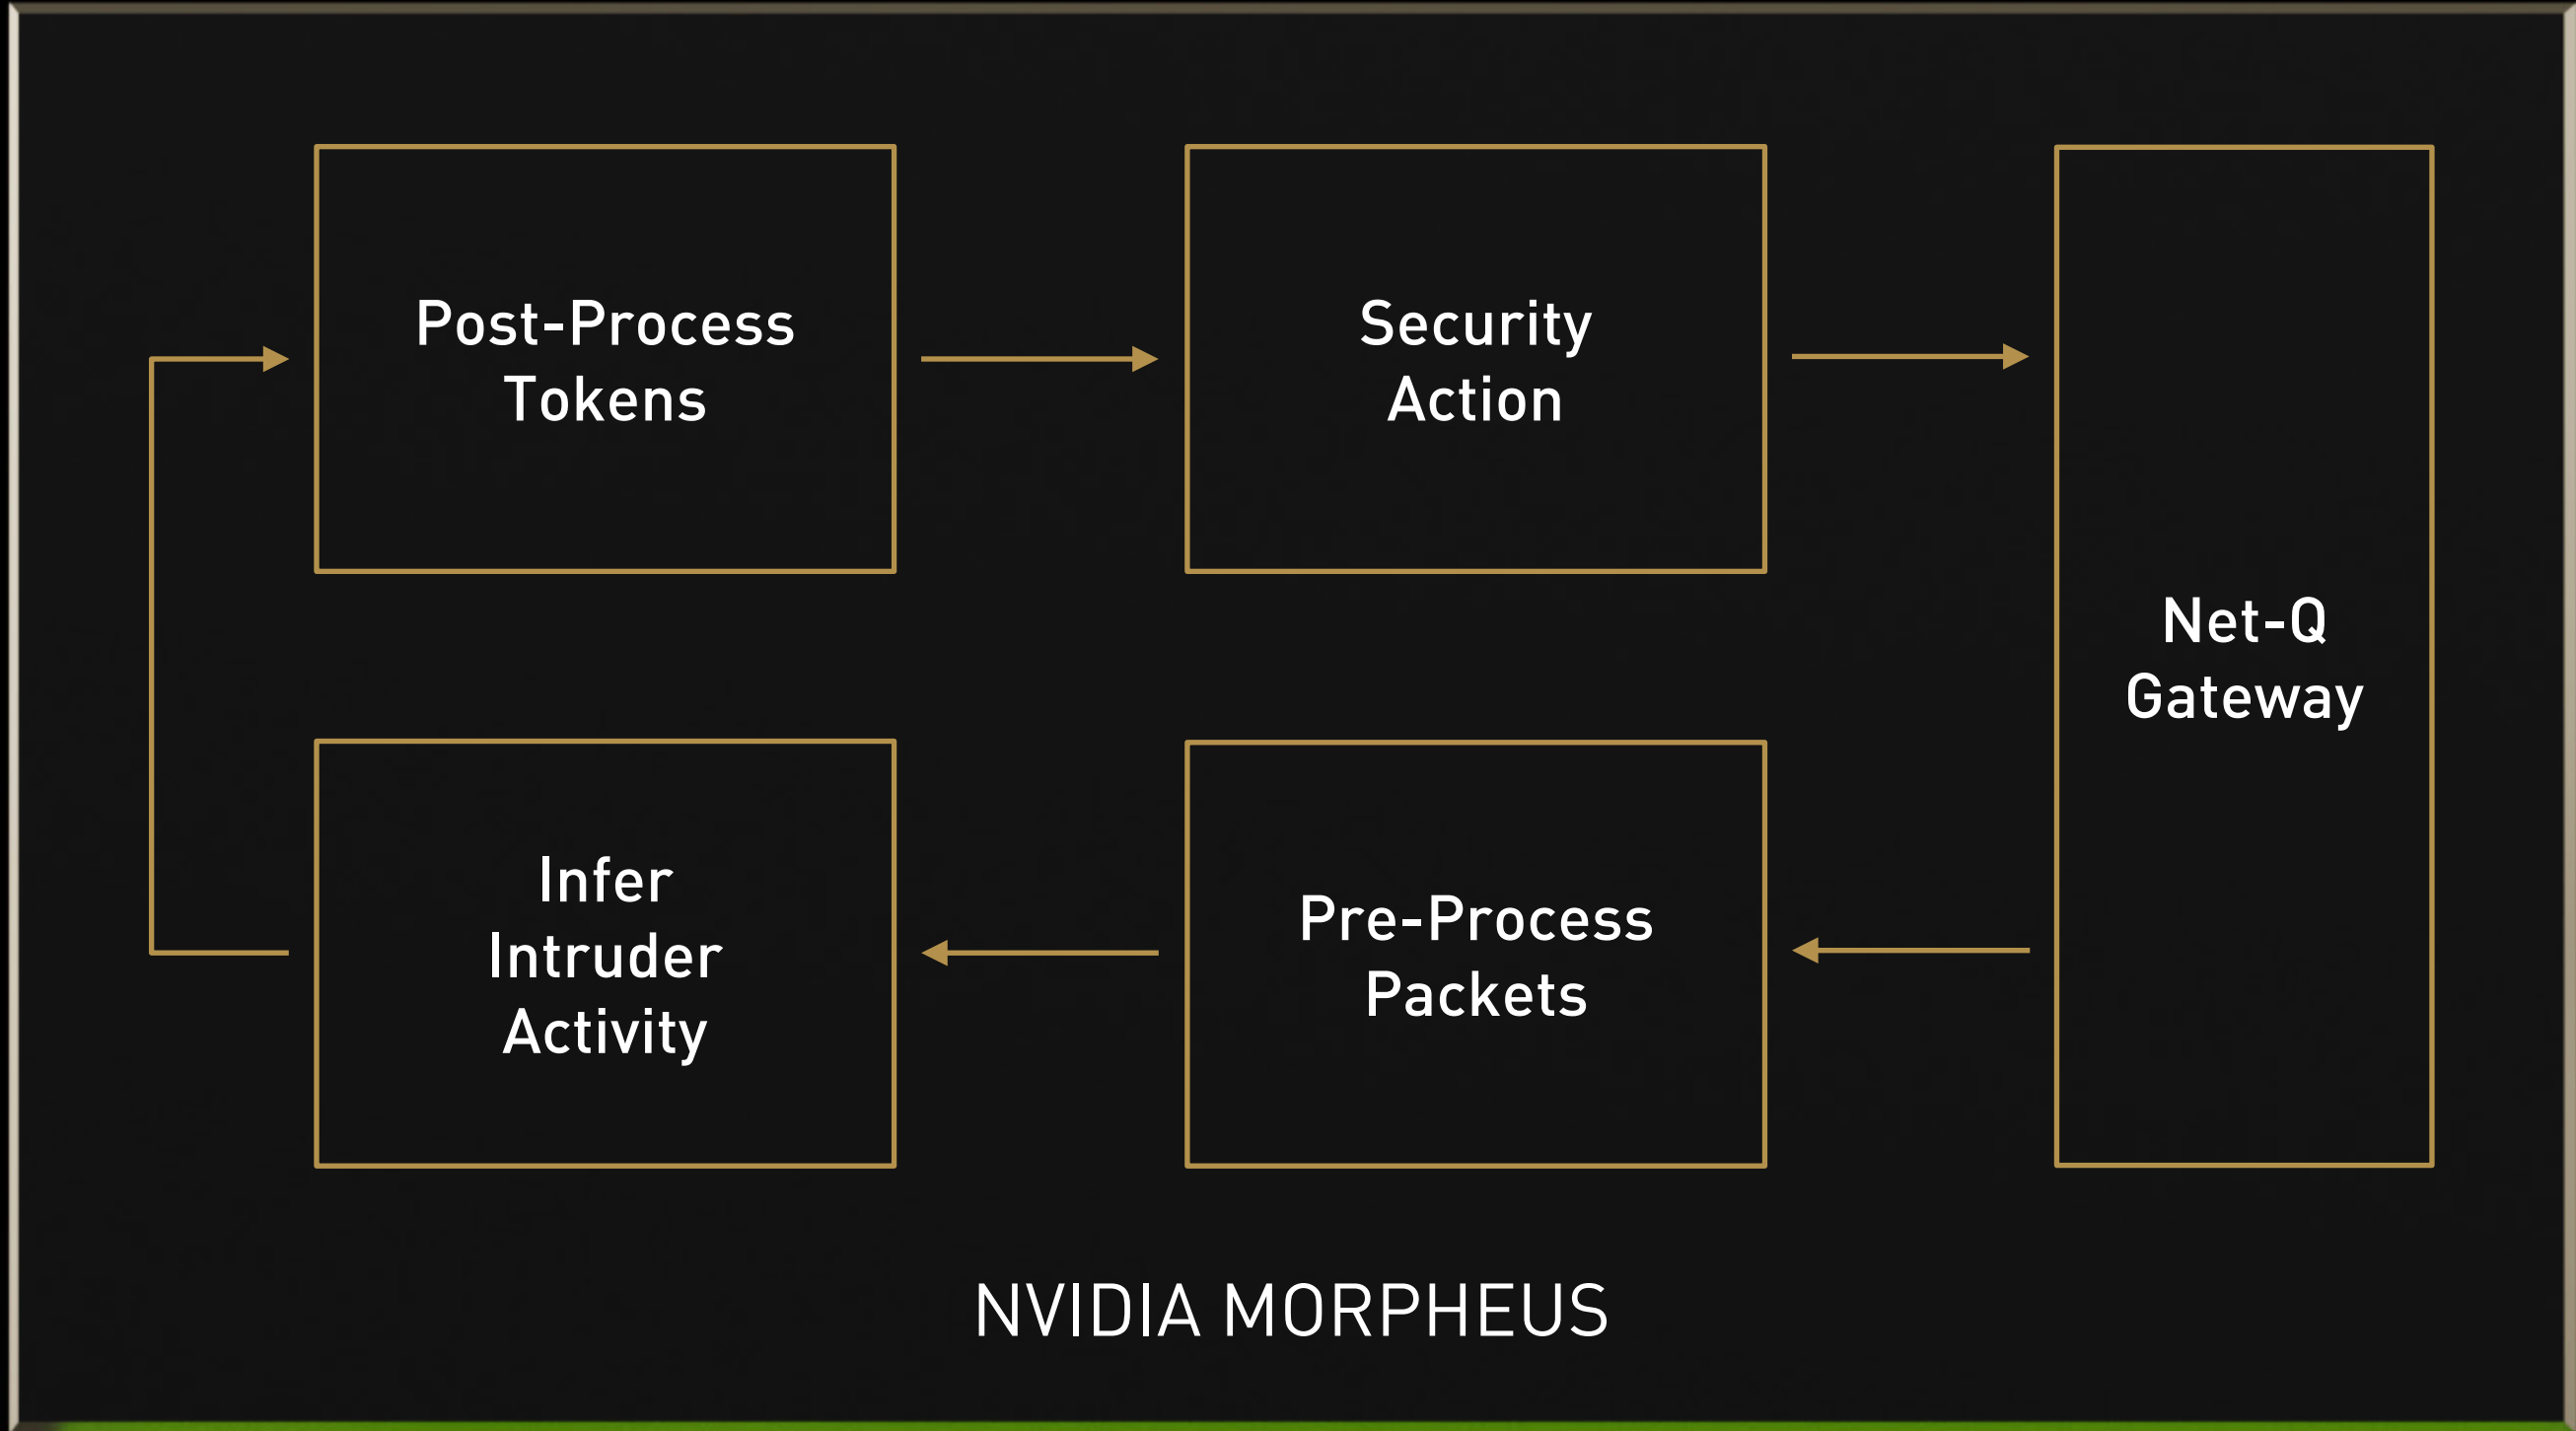 Post-Process
Tokens
Security
Action
Net-Q
Gateway
Infer
Intruder
Activity
Pre-Process
Packets
NVIDIA MORPHEUS